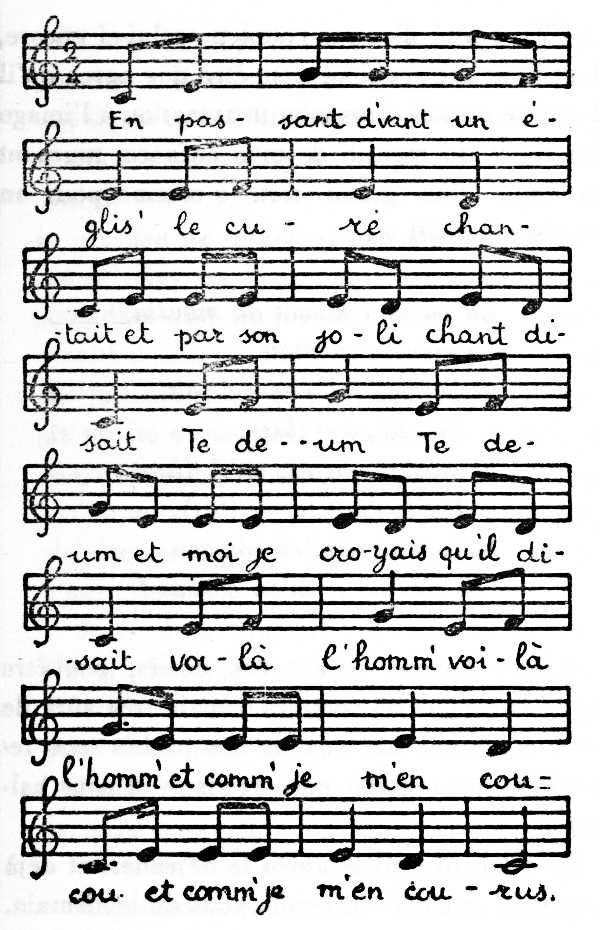 2 4
En pas- sant d'vant un é-
glis' le cu - ré chan-
-tait et par son jo-li chant di-
sait Te de--um Te de-
-um et moi je cro-yais qu'il di-
-sait voi-là l'homm' voi-là
l'homm' et comm' je m'en cou=
cou. et comm'je m'en cou-rus.